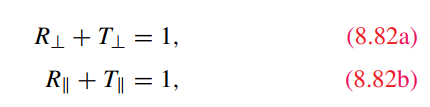 R⊥ + T⊥ = 1, (8.82a)
R∥ + T∥ = 1, (8.82b)